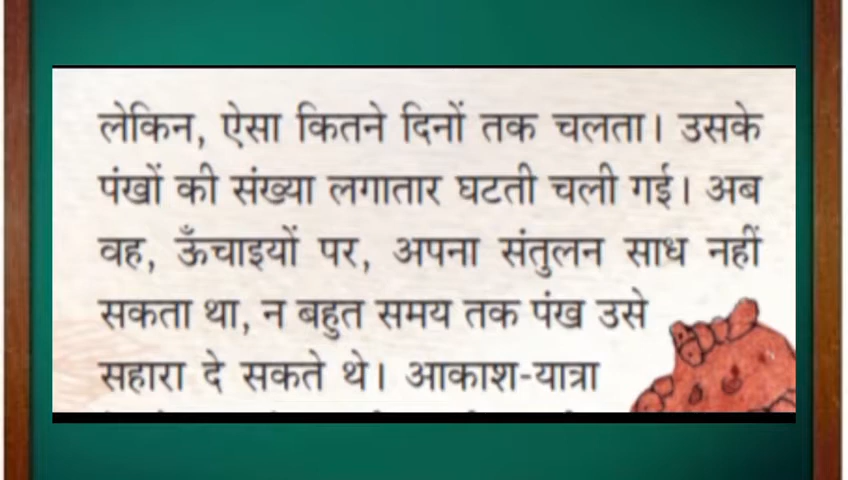 लेकिन, ऐसा कितने दिनों तक चलता। उसके
पंखों की संख्या लगातार घटती चली गई। अब
वह, ऊँचाइयों पर, अपना संतुलन साध नहीं
सकता था, न बहुत समय तक पंख उसे
सहारा दे सकते थे। आकाश-यात्रा